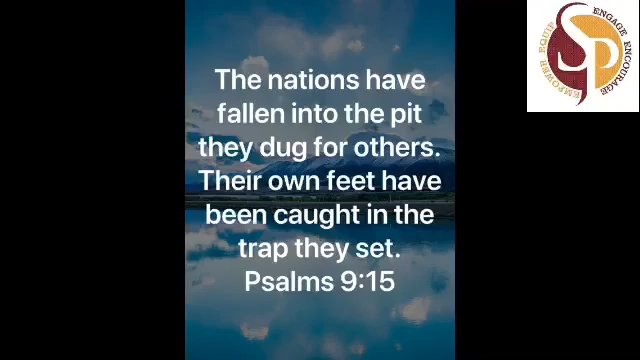 The nations have
fallen into the pit
they dug for others.
Their own feet have
been caught in the
trap they set.
Psalms 9:15
EMPOWER EQUIP ENGAGE ENCOURAGE
SP